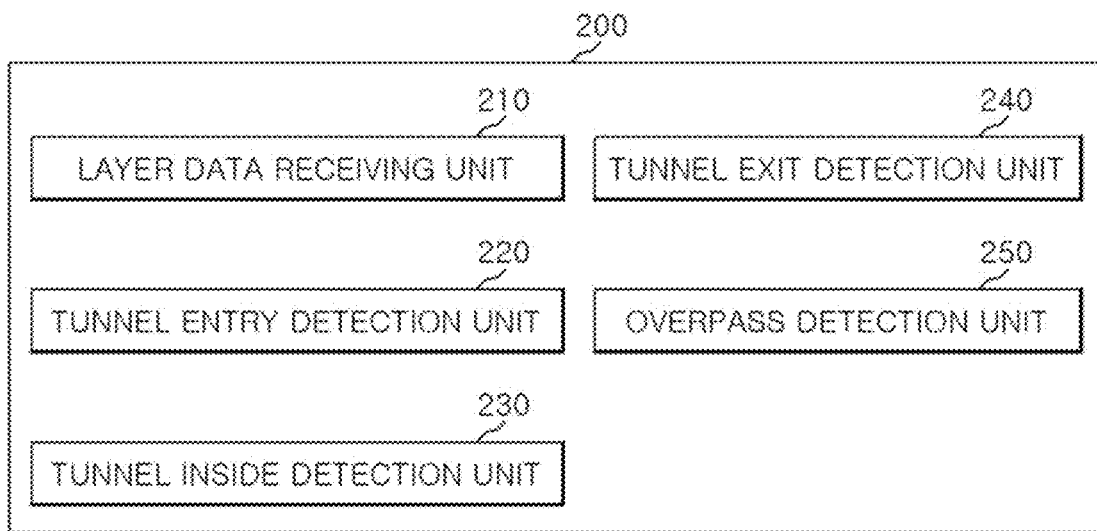 200
210
LAYER DATA RECEIVING UNIT
220
TUNNEL ENTRY DETECTION UNIT
230
TUNNEL INSIDE DETECTION UNIT
240
TUNNEL EXIT DETECTION UNIT
250
OVERPASS DETECTION UNIT